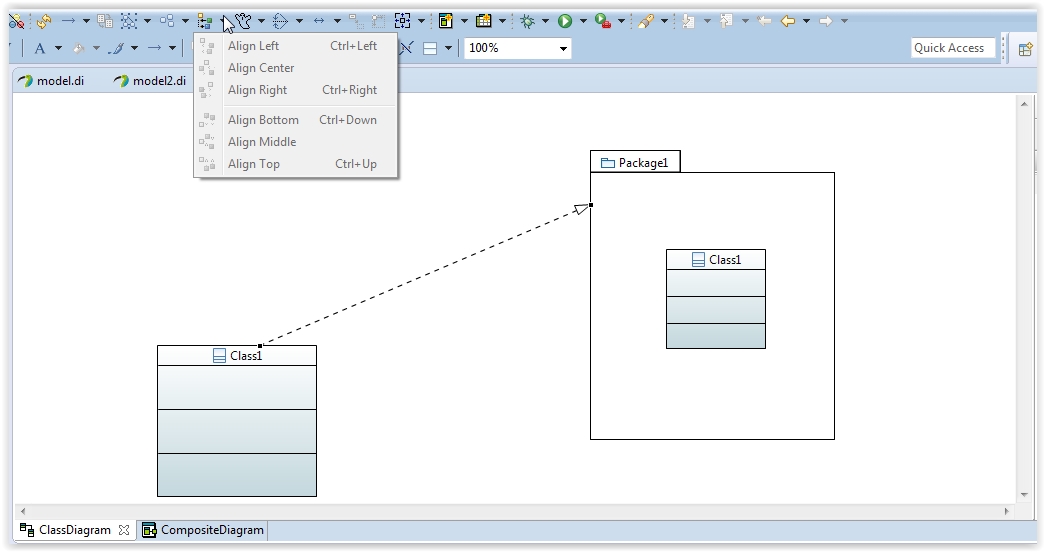 A
100%
Quick Access
model.di
model2.di
Align Left Ctrl+Left
Align Center
Align Right Ctrl+Right
Align Bottom Ctrl+Down
Align Middle
Align Top Ctrl+Up
Package1
Class1
Class1
ClassDiagram
CompositeDiagram